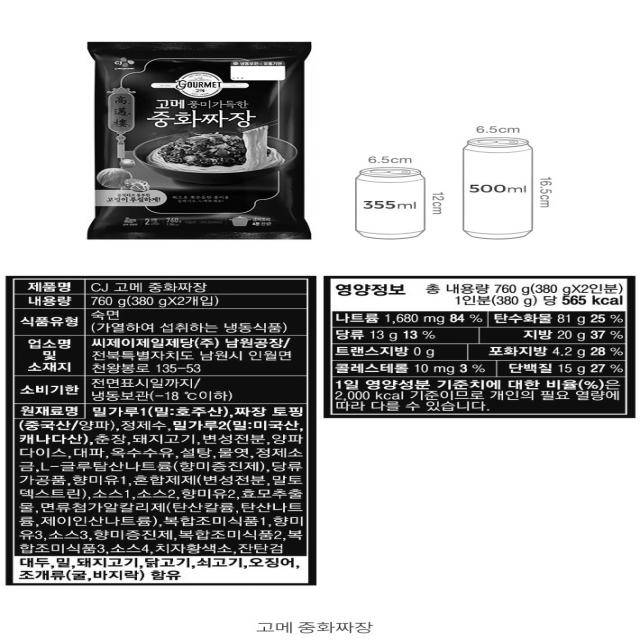 GOURMET
고메
고메 풍미가득한
중화짜장
高邁樓
6.5cm
355ml
12cm
6.5cm
500ml
16.5cm
제품명 CJ 고메 중화짜장
내용량 760 g(380 gX2개입)
식품유형 숙면
(가열하여 섭취하는 냉동식품)
업소명 및 소재지 씨제이제일제당(주) 남원공장/
전북특별자치도 남원시 인월면
천왕봉로 135-53
소비기한 전면표시일까지/
냉동보관(-18 ℃이하)
원재료명 밀가루1(밀:호주산),짜장 토핑
(중국산/양파),정제수,밀가루2(밀:미국산,
캐나다산),춘장,돼지고기,변성전분,양파
다이스,대파,옥수수유,설탕,물엿,정제소
금,L-글루탐산나트륨(향미증진제),당류
가공품,향미유1,혼합제제(변성전분,말토
덱스트린),소스1,소스2,향미유2,효모추출
물,면류첨가알칼리제(탄산칼륨,탄산나트
륨,제이인산나트륨),복합조미식품1,향미
유3,소스3,향미증진제,복합조미식품2,복
합조미식품3,소스4,치자황색소,잔탄검
대두,밀,돼지고기,닭고기,쇠고기,오징어,
조개류(굴,바지락) 함유
영양정보 총 내용량 760 g(380 gX2인분)
1인분(380 g) 당 565 kcal
나트륨 1,680 mg 84 % 탄수화물 81 g 25 %
당류 13 g 13 % 지방 20 g 37 %
트랜스지방 0 g 포화지방 4.2 g 28 %
콜레스테롤 10 mg 3 % 단백질 15 g 27 %
1일 영양성분 기준치에 대한 비율(%)은
2,000 kcal 기준이므로 개인의 필요 열량에
따라 다를 수 있습니다.
고메 중화짜장